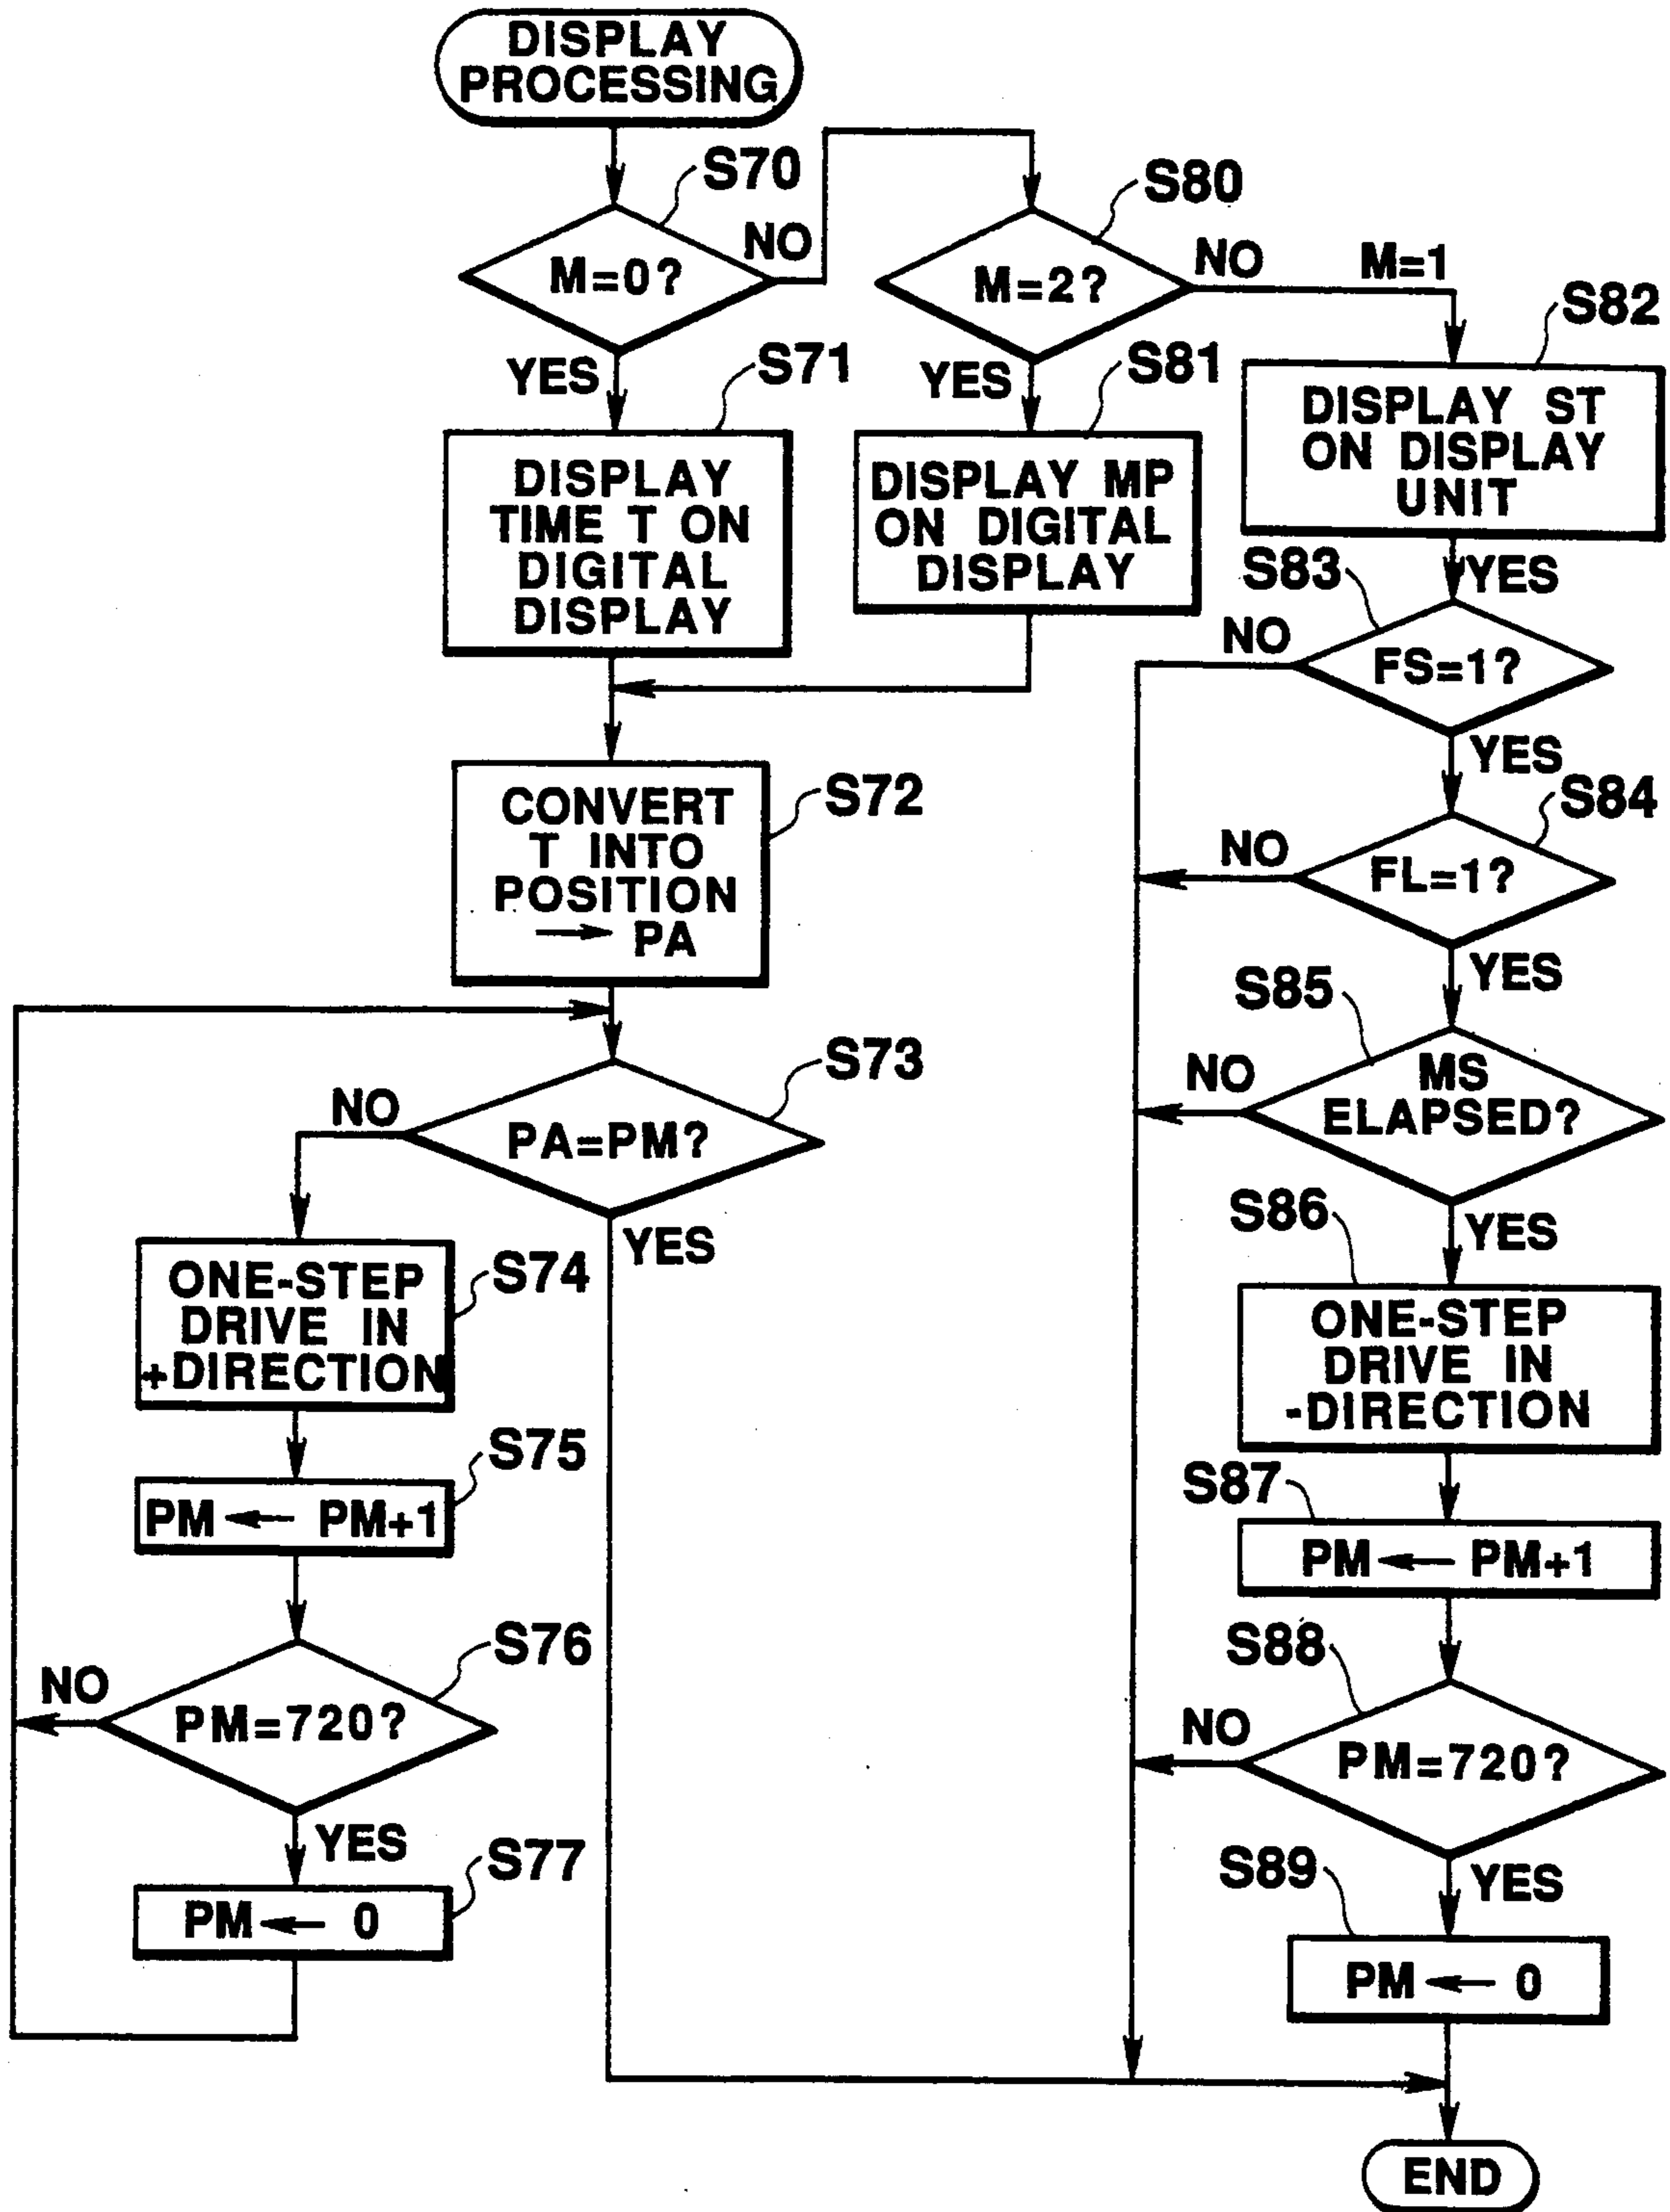 DISPLAY
PROCESSING
S70
M=0?
NO
YES
S80
M=2?
NO
M=1
YES
S71
DISPLAY
TIME T ON
DIGITAL
DISPLAY
S81
DISPLAY MP
ON DIGITAL
DISPLAY
S82
DISPLAY ST
ON DISPLAY
UNIT
YES
S83
FS=1?
NO
YES
S72
CONVERT
T INTO
POSITION
→ PA
S84
FL=1?
NO
YES
S73
PA=PM?
NO
YES
S85
MS
ELAPSED?
NO
YES
S74
ONE-STEP
DRIVE IN
+DIRECTION
S86
ONE-STEP
DRIVE IN
-DIRECTION
S75
PM ← PM+1
S87
PM ← PM+1
S76
PM=720?
NO
YES
S88
PM=720?
NO
YES
S77
PM ← 0
S89
PM ← 0
END